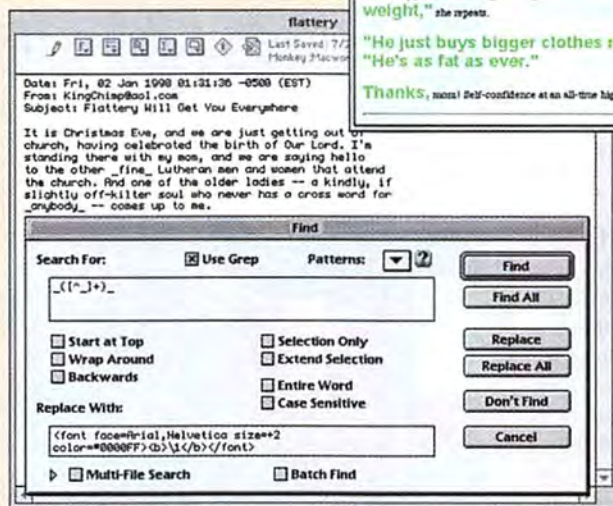 weight," she repeats.
"He just buys bigger clothes
"He's as fat as ever."
Thanks, mom! Self-confidence at an all-time
flattery
Last Saved: 7/2
Monkey:Macwor
Date: Fri, 02 Jan 1998 01:31:36 -0500 (EST)
From: KingChimp@aol.com
Subject: Flattery Will Get You Everywhere
It is Christmas Eve, and we are just getting out of
church, having celebrated the birth of Our Lord. I'm
standing there with my mom, and we are saying hello
to the other _fine_ Lutheran men and women that attend
the church. And one of the older ladies -- a kindly, if
slightly off-kilter soul who never has a cross word for
_anybody_ -- comes up to me.
Find
Search For:
Use Grep
Patterns:
?
Find
_([^_]+)_
Find All
Start at Top
Selection Only
Replace
Wrap Around
Extend Selection
Replace All
Backwards
Entire Word
Case Sensitive
Don't Find
Replace With:
<font face=Arial,Helvetica size=+2
color=#0000FF><b>\1</b></font>
Cancel
Multi-File Search
Batch Find